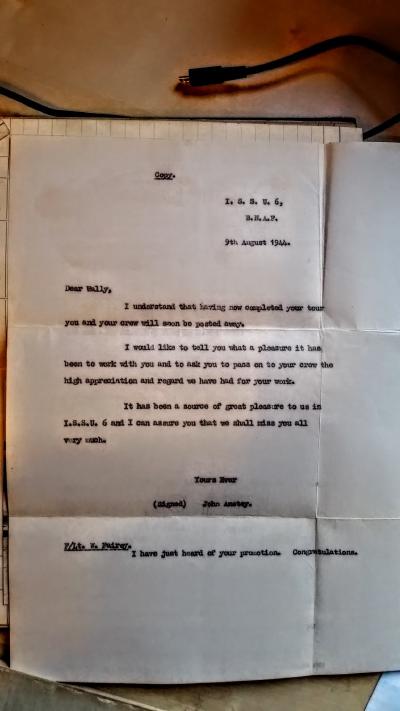 Copy.
I. S. S. U. 6,
B.N.A.F.
9th August 1944.
Dear Wally,
I understand that having now completed your tour
you and your crew will soon be posted away.
I would like to tell you what a pleasure it has
been to work with you and to ask you to pass on to your crew the
high appreciation and regard we have had for your work.
It has been a source of great pleasure to us in
I.S.S.U. 6 and I can assure you that we shall miss you all
very much.
Yours Ever
(Signed) John Anstey.
F/Lt. W. Fairey.
I have just heard of your promotion. Congratulations.